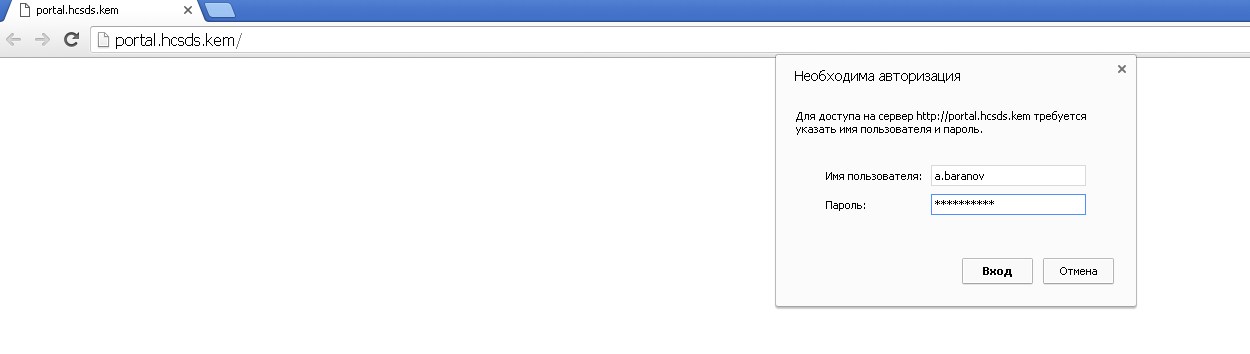 portal.hcsds.kem
portal.hcsds.kem/
Необходима авторизация
Для доступа на сервер http://portal.hcsds.kem требуется
указать имя пользователя и пароль.
Имя пользователя: a.baranov
Пароль: **********
Вход Отмена